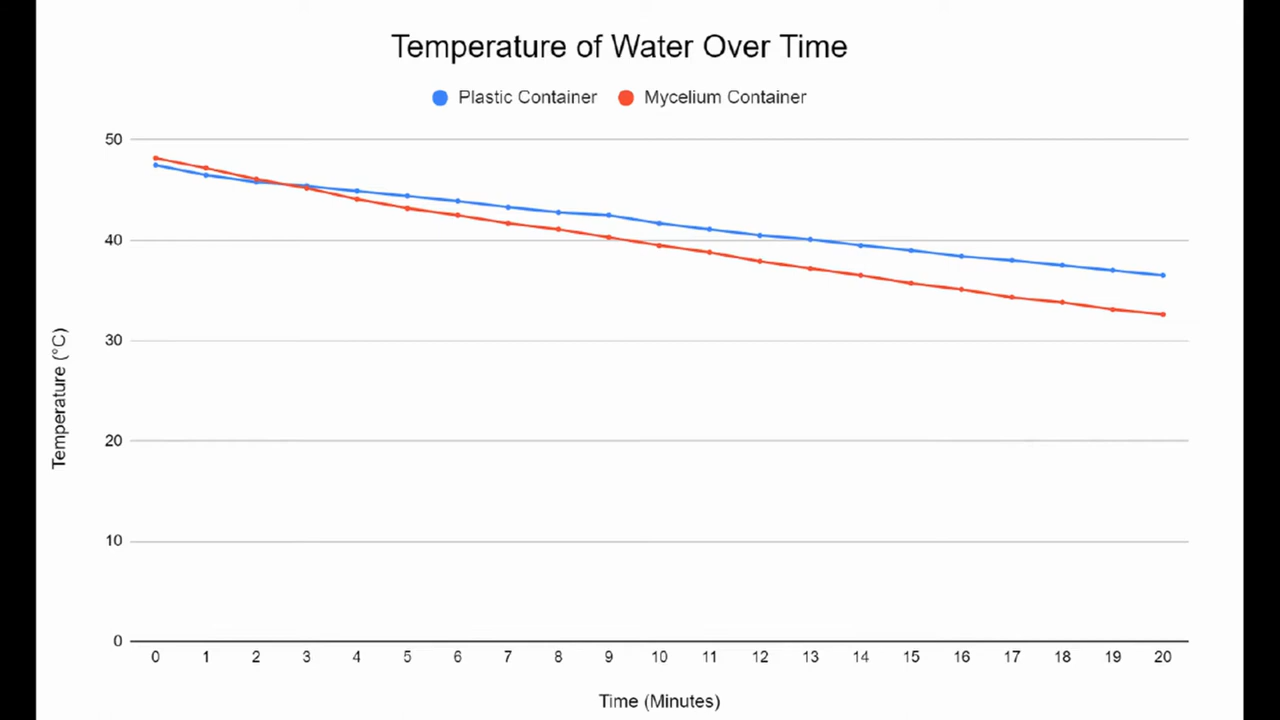 Temperature of Water Over Time
Plastic Container Mycelium Container
50
40
30
20
10
0
Temperature (°C)
0 1 2 3 4 5 6 7 8 9 10 11 12 13 14 15 16 17 18 19 20
Time (Minutes)